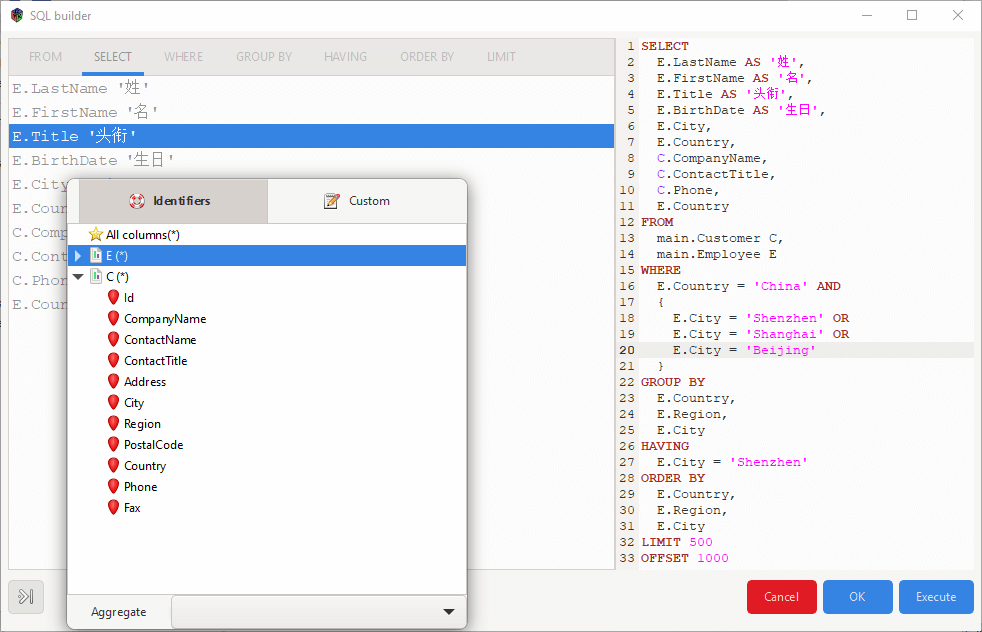 SQL builder
FROM SELECT WHERE GROUP BY HAVING ORDER BY LIMIT
E.LastName '姓'
E.FirstName '名'
E.Title '头衔'
E.BirthDate '生日'
E.City
E.Coun
C.Comp
C.Cont
C.Phon
E.Coun
Identifiers Custom
All columns(*)
E (*)
C (*)
Id
CompanyName
ContactName
ContactTitle
Address
City
Region
PostalCode
Country
Phone
Fax
Aggregate
1 SELECT
2 E.LastName AS '姓',
3 E.FirstName AS '名',
4 E.Title AS '头衔',
5 E.BirthDate AS '生日',
6 E.City,
7 E.Country,
8 C.CompanyName,
9 C.ContactTitle,
10 C.Phone,
11 E.Country
12 FROM
13 main.Customer C,
14 main.Employee E
15 WHERE
16 E.Country = 'China' AND
17 (
18 E.City = 'Shenzhen' OR
19 E.City = 'Shanghai' OR
20 E.City = 'Beijing'
21 )
22 GROUP BY
23 E.Country,
24 E.Region,
25 E.City
26 HAVING
27 E.City = 'Shenzhen'
28 ORDER BY
29 E.Country,
30 E.Region,
31 E.City
32 LIMIT 500
33 OFFSET 1000
Cancel OK Execute